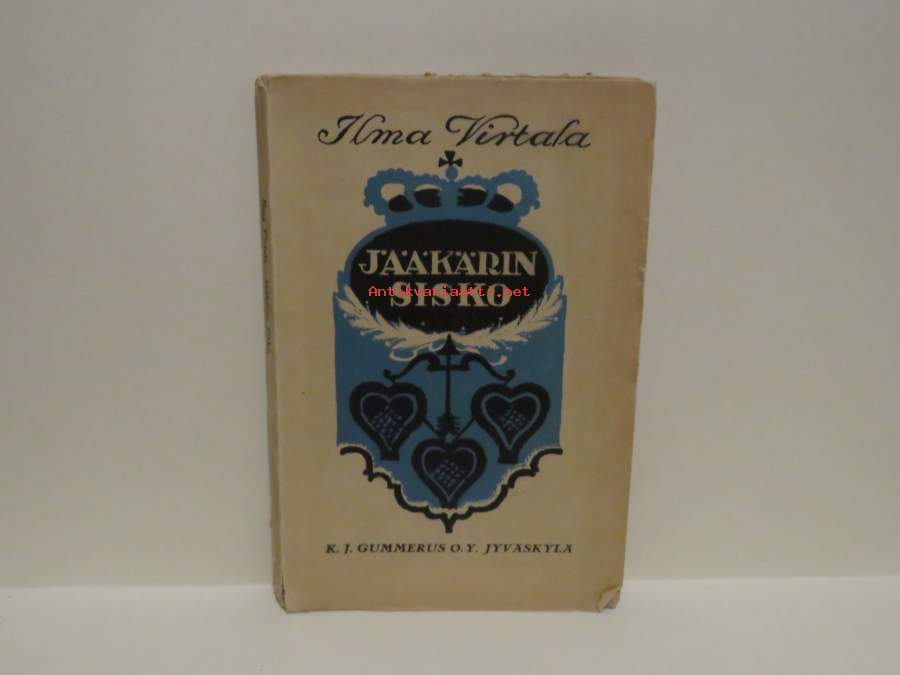 Ilma Virtala
JÄÄKÄRIN
Antikvariaatti.net
SISKO
K. J. GUMMERUS O.Y. JYVÄSKYLÄ